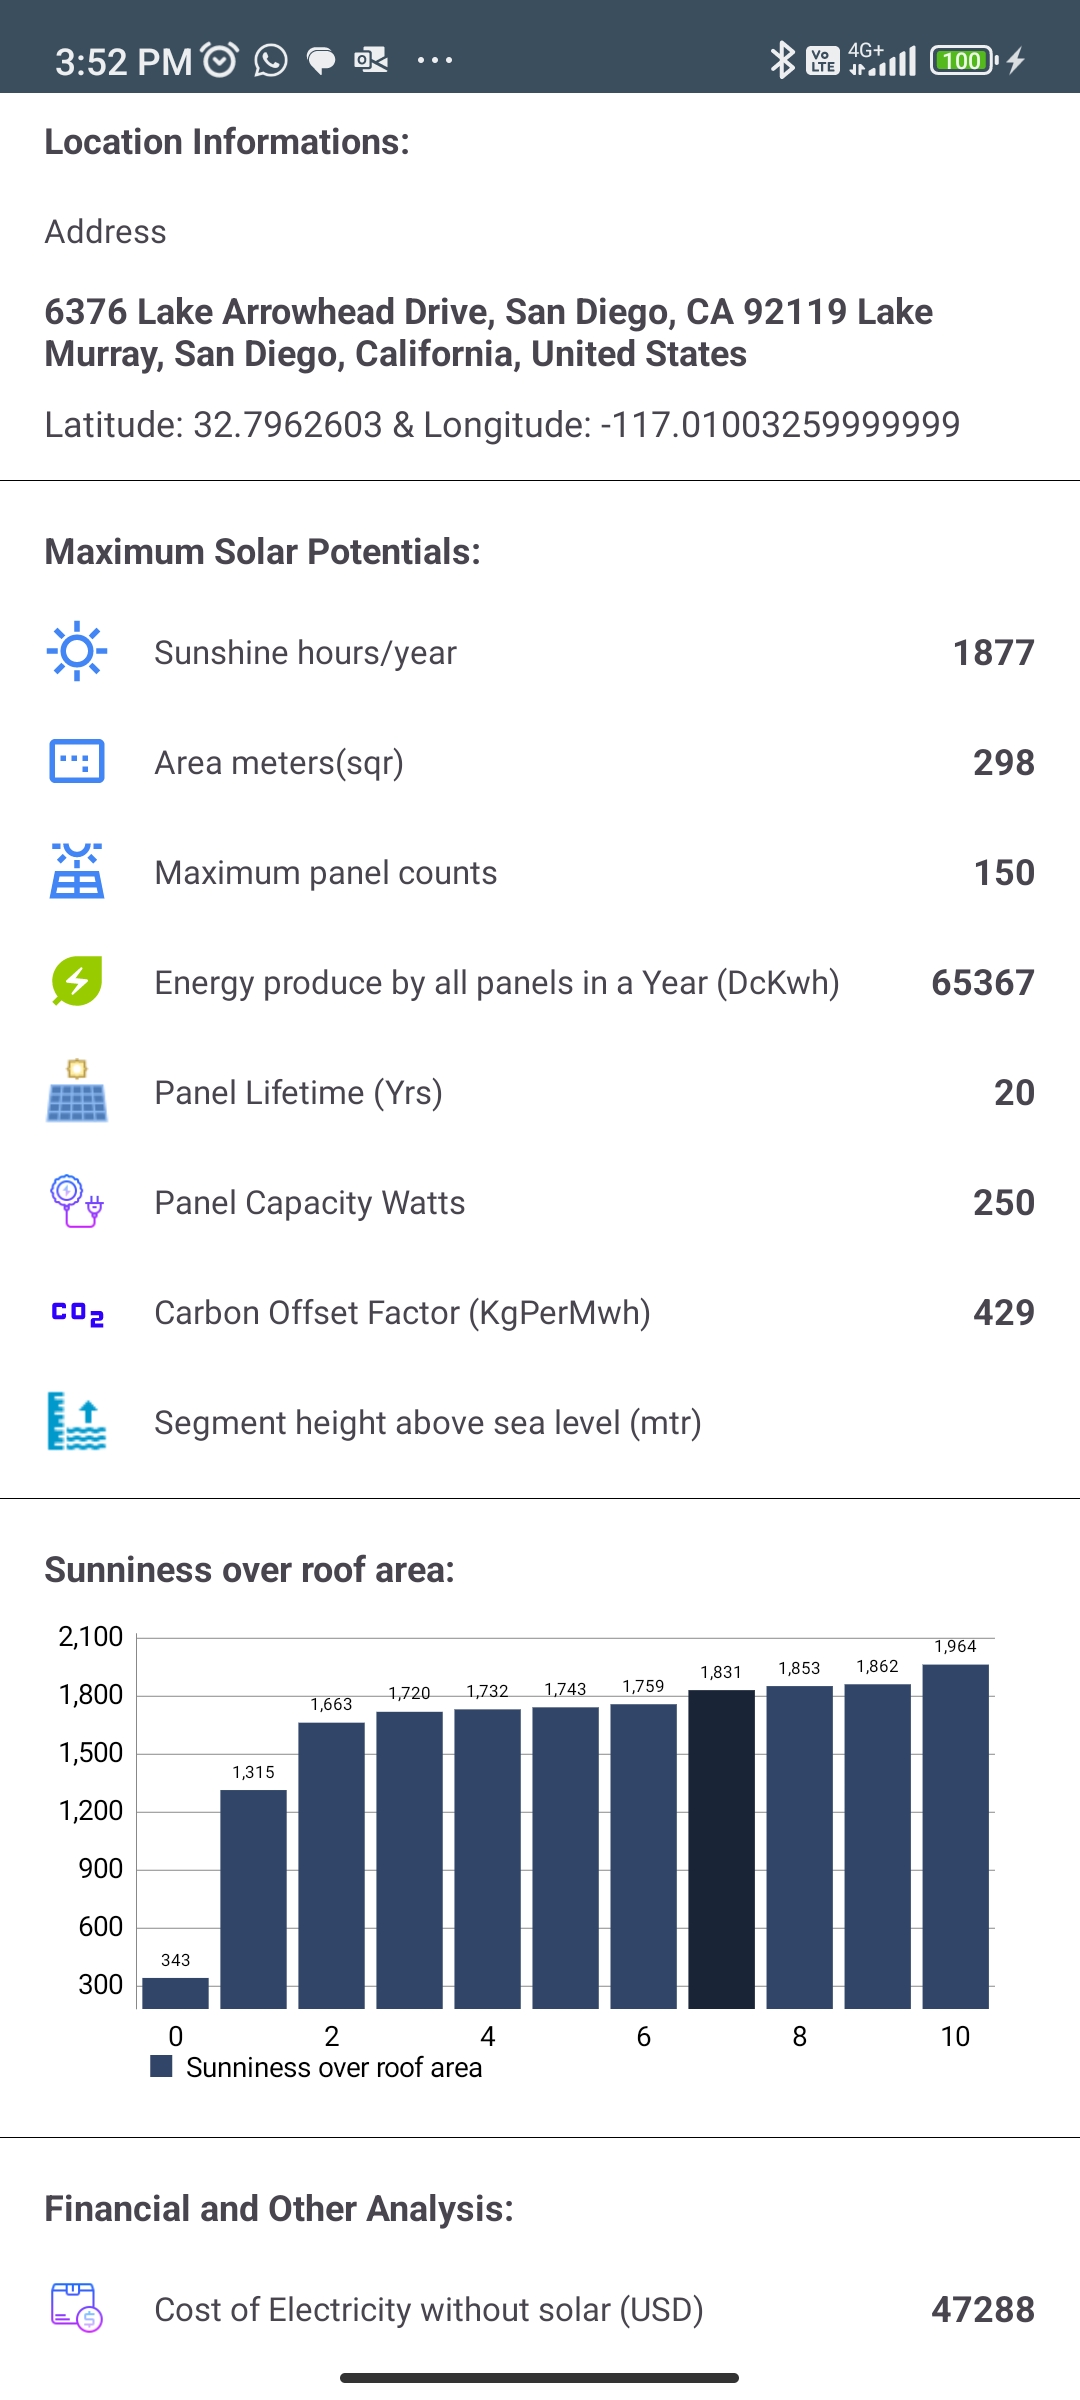 3:52 PM
Vo LTE 4G+ 100
Location Informations:
Address
6376 Lake Arrowhead Drive, San Diego, CA 92119 Lake
Murray, San Diego, California, United States
Latitude: 32.7962603 & Longitude: -117.01003259999999
Maximum Solar Potentials:
Sunshine hours/year 1877
Area meters(sqr) 298
Maximum panel counts 150
Energy produce by all panels in a Year (DcKwh) 65367
Panel Lifetime (Yrs) 20
Panel Capacity Watts 250
CO2 Carbon Offset Factor (KgPerMwh) 429
Segment height above sea level (mtr)
Sunniness over roof area:
2,100
1,800
1,500
1,200
900
600
300
343 1,315 1,663 1,720 1,732 1,743 1,759 1,831 1,853 1,862 1,964
0 2 4 6 8 10
Sunniness over roof area
Financial and Other Analysis:
Cost of Electricity without solar (USD) 47288